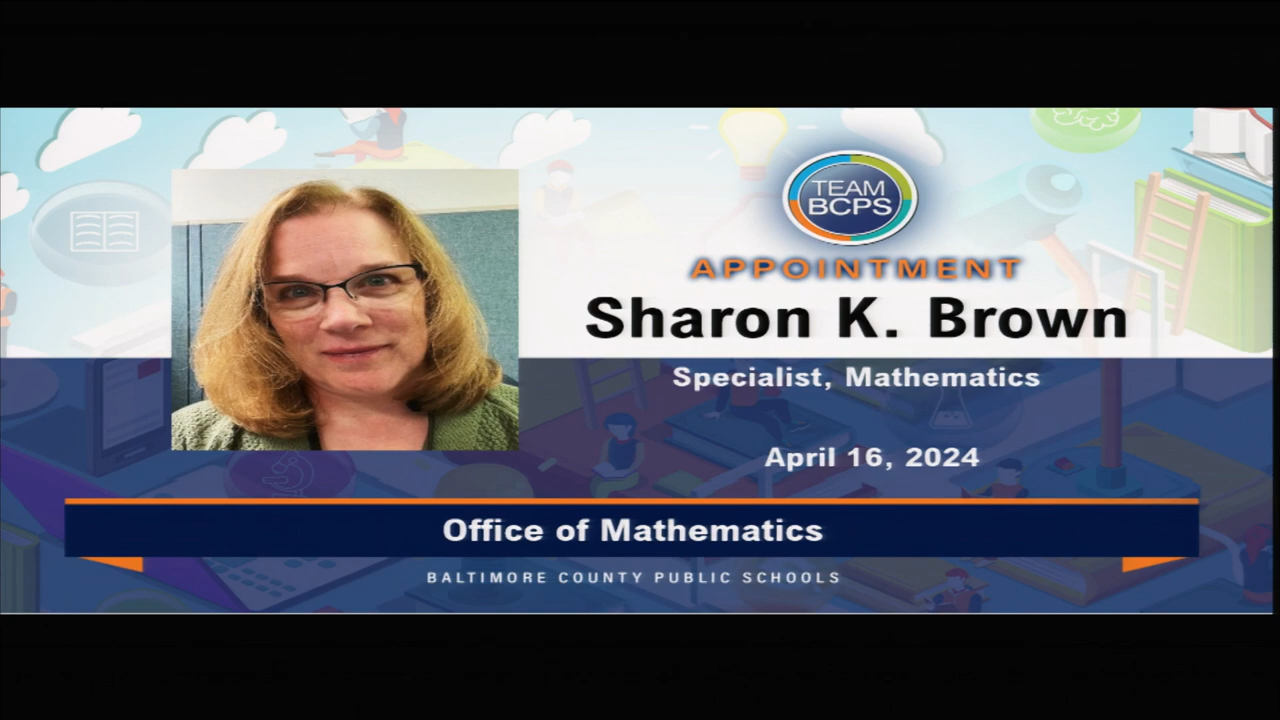 TEAM
BCPS
APPOINTMENT
Sharon K. Brown
Specialist, Mathematics
April 16, 2024
Office of Mathematics
BALTIMORE COUNTY PUBLIC SCHOOLS